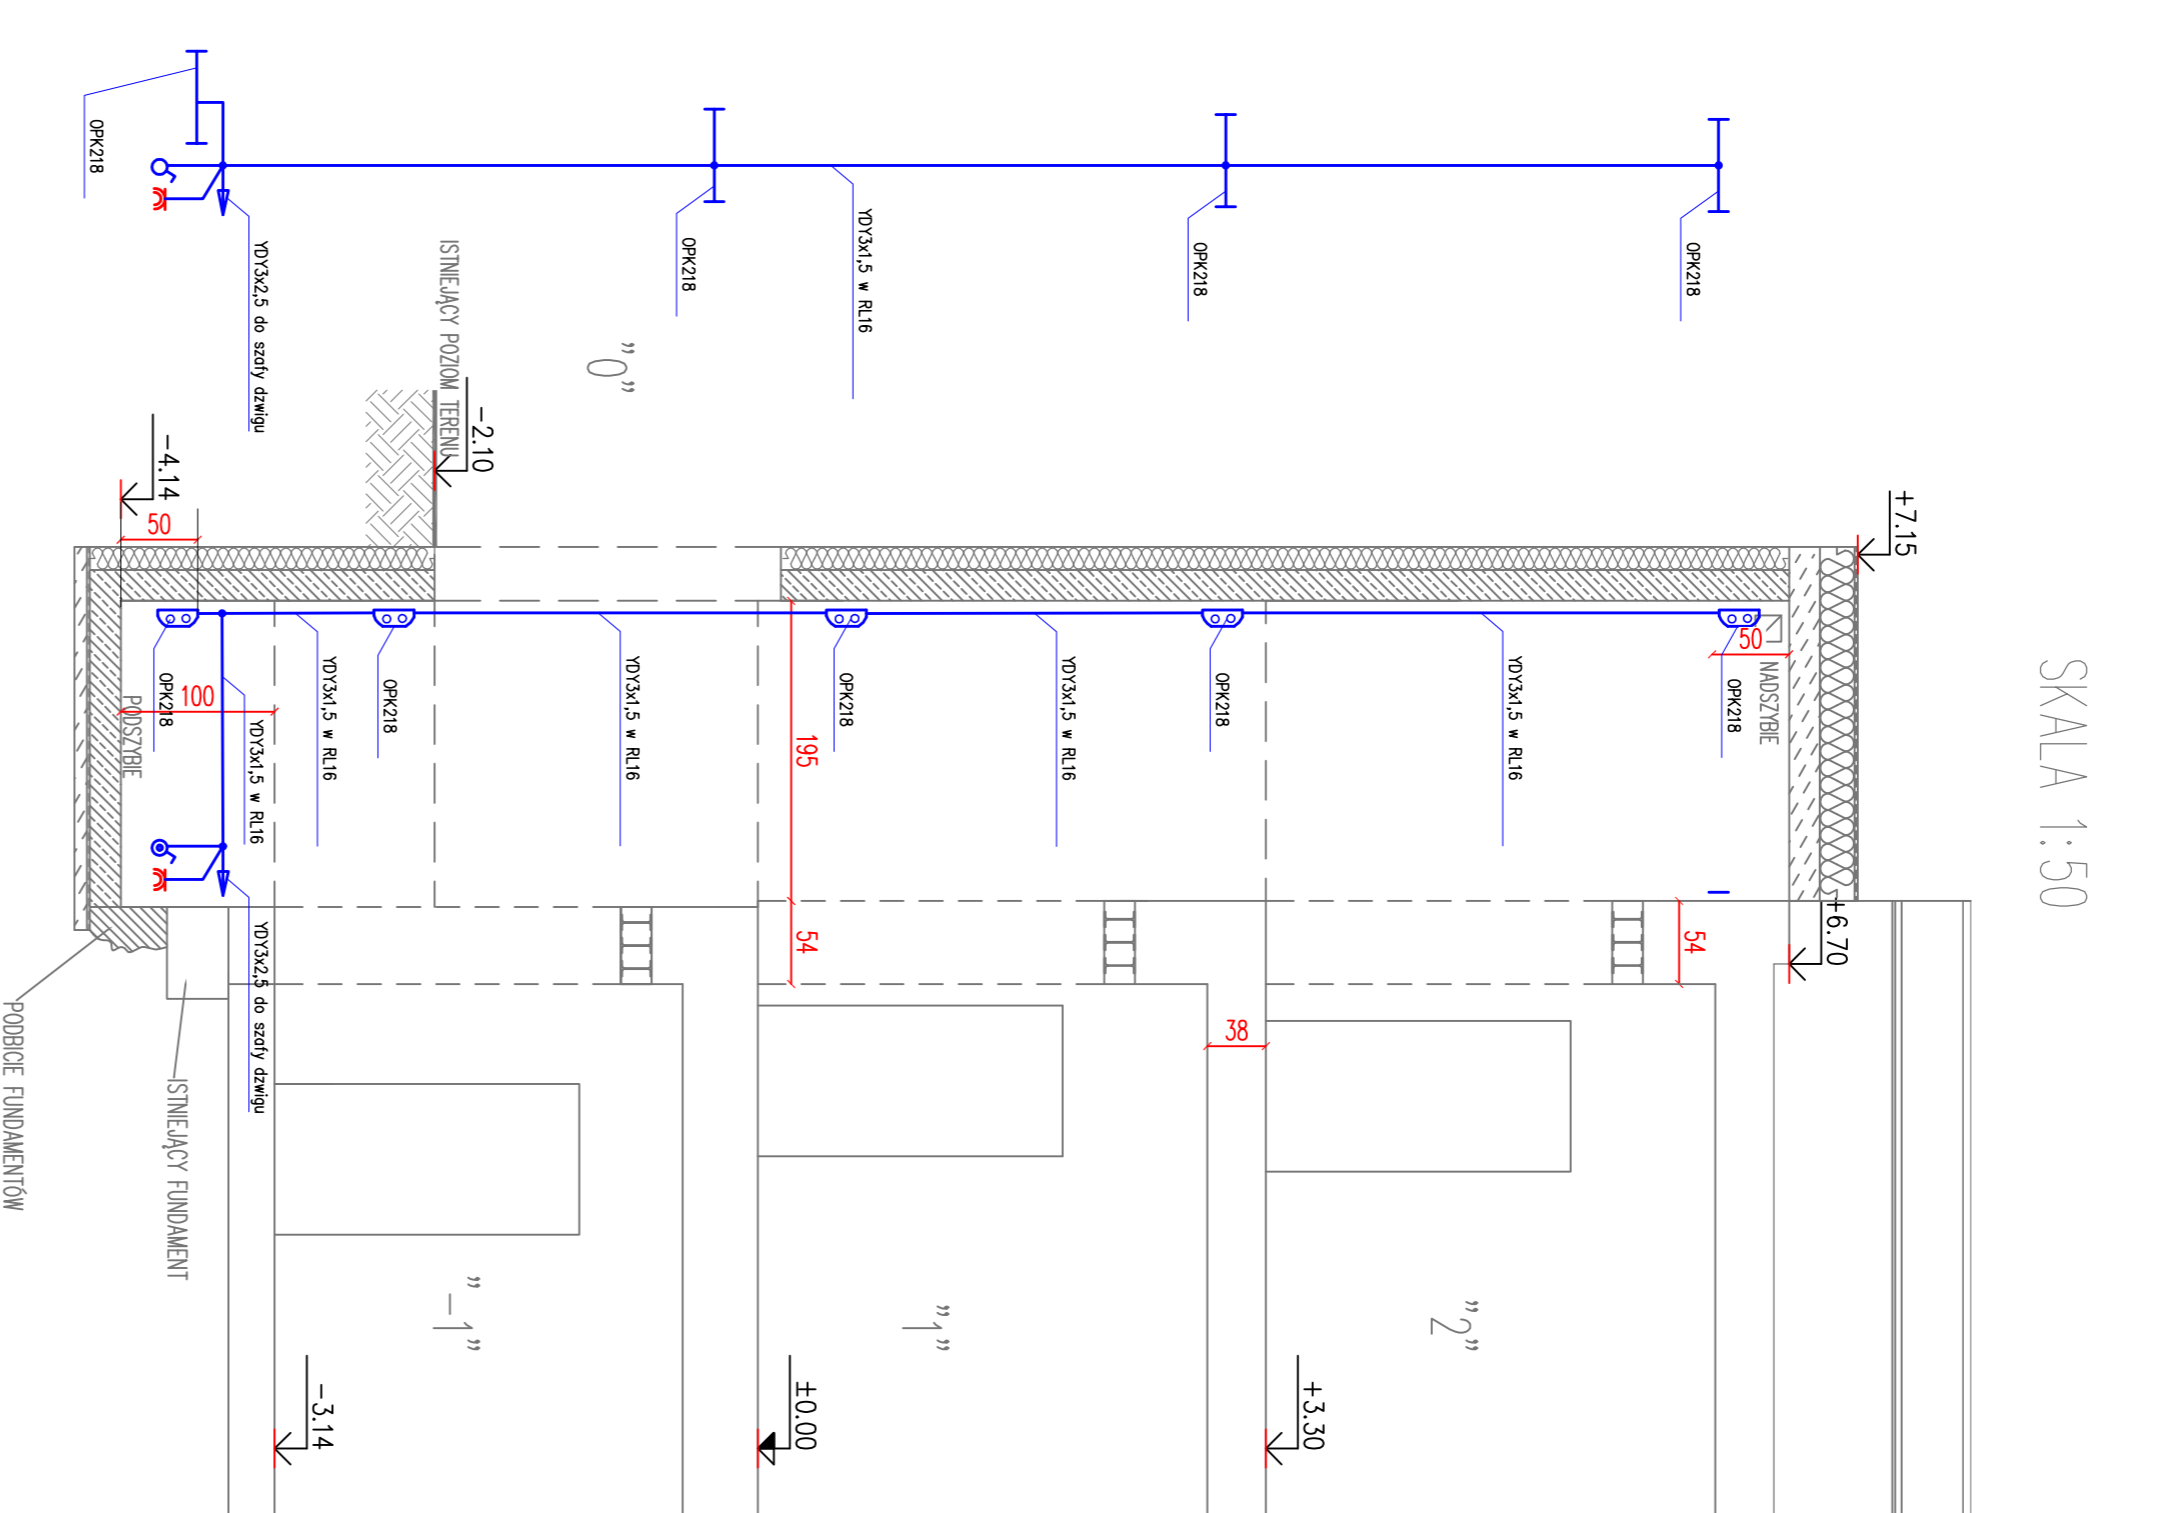 SKALA 1:50
+7.15
+6.70
NADSZYBIE
50
OPK218
OPK218
54
YDY3x1,5 w RL16
"2"
+3.30
38
OPK218
OPK218
YDY3x1,5 w RL16
"1"
±0.00
195
54
OPK218
YDY3x1,5 w RL16
OPK218
YDY3x1,5 w RL16
"0"
-2.10
ISTNIEJĄCY POZIOM TERENU
OPK218
YDY3x1,5 w RL16
"-1"
-3.14
YDY3x2,5 do szafy dzwigu
YDY3x1,5 w RL16
YDY3x2,5 do szafy dzwigu
100
-4.14
50
OPK218
PODSZYBIE
OPK218
ISTNIEJĄCY FUNDAMENT
PODBICIE FUNDAMENTÓW